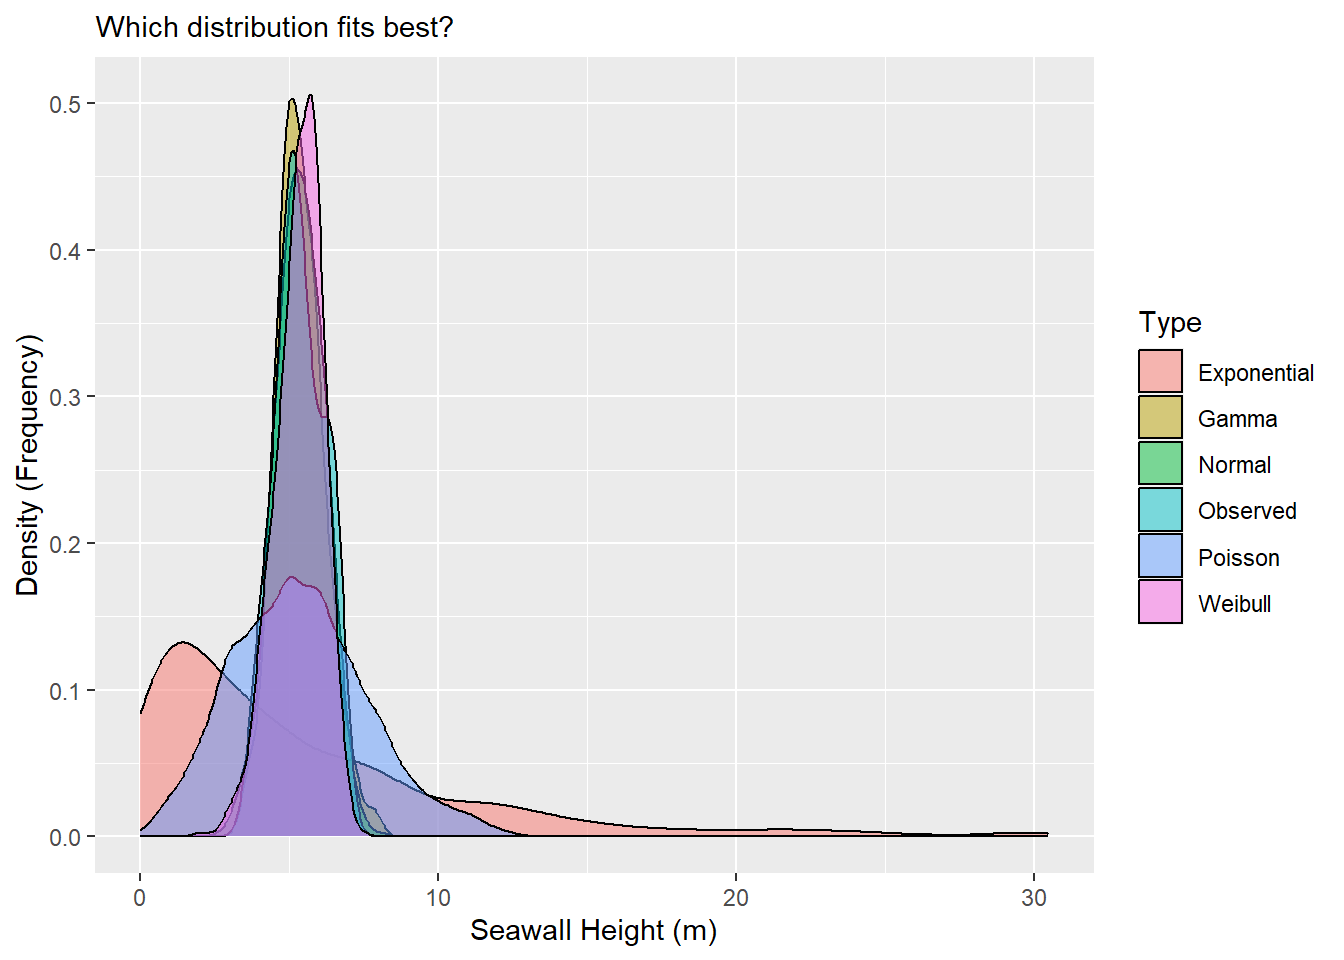 Which distribution fits best?
0.5
0.4
0.3
0.2
0.1
0.0
Density (Frequency)
0 10 20 30
Seawall Height (m)
Type
Exponential
Gamma
Normal
Observed
Poisson
Weibull